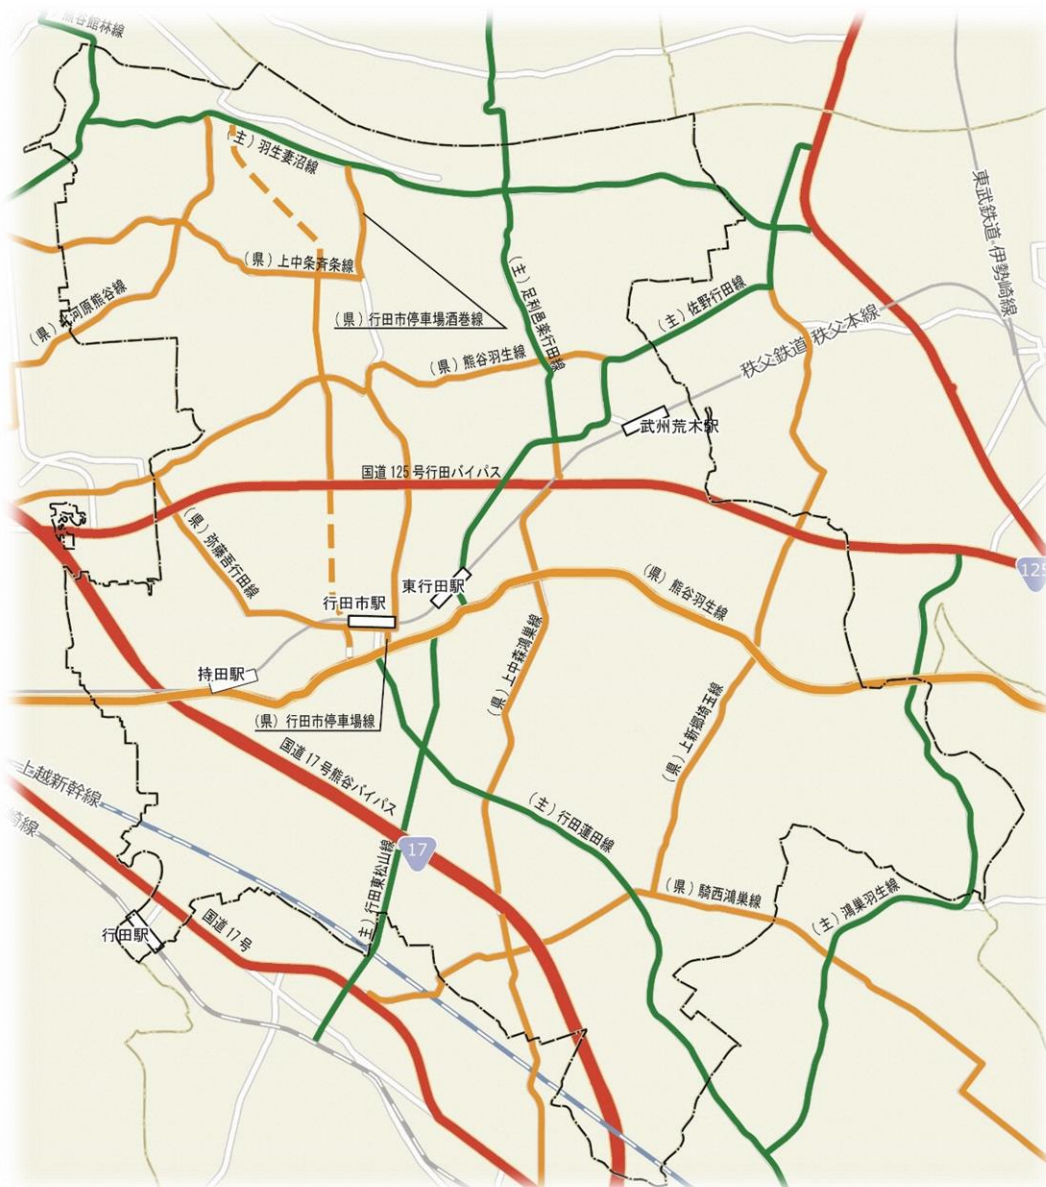 熊谷館林線
（主）羽生妻沼線
東武鉄道 伊勢崎線
（県）上中条斉条線
（主）足利邑楽行田線
（主）佐野行田線
河原熊谷線
（県）行田市停車場酒巻線
（県）熊谷羽生線
秩父鉄道 秩父本線
武州荒木駅
国道125号行田バイパス
（県）弥藤吾行田線
東行田駅
125
行田市駅
（県）熊谷羽生線
持田駅
（県）上中森鴻巣線
（県）上新郷埼玉線
（県）行田市停車場線
国道17号熊谷バイパス
上越新幹線
崎線
（主）行田蓮田線
17
主）行田東松山線
（県）騎西鴻巣線
（主）鴻巣羽生線
国道17号
行田駅